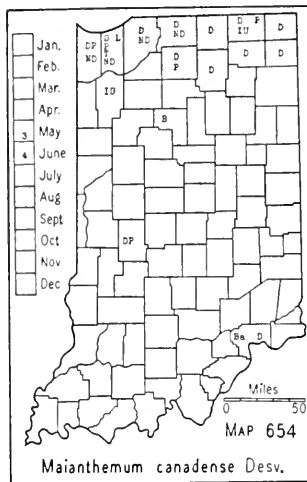 Jan.
Feb.
Mar.
Apr.
3 May
4 June
July
Aug
Sept
Oct
Nov
Dec
DP
ND
D L
P
ND
D
ND
D
ND
D
D P
IU
D
D
P
D
D
D
IU
B
DP
Ba D
Miles
0 50
MAP 654
Maianthemum canadense Desv.